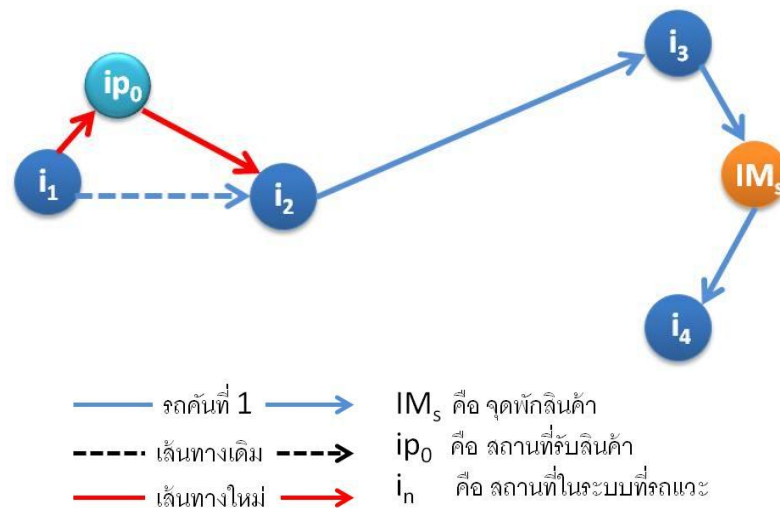 i3
ip0
i1
i2
IMs
i4
รถคันที่ 1
IMs คือ จุดพักสินค้า
เส้นทางเดิม
ip0 คือ สถานที่รับสินค้า
เส้นทางใหม่
in คือ สถานที่ในระบบที่รถแวะ